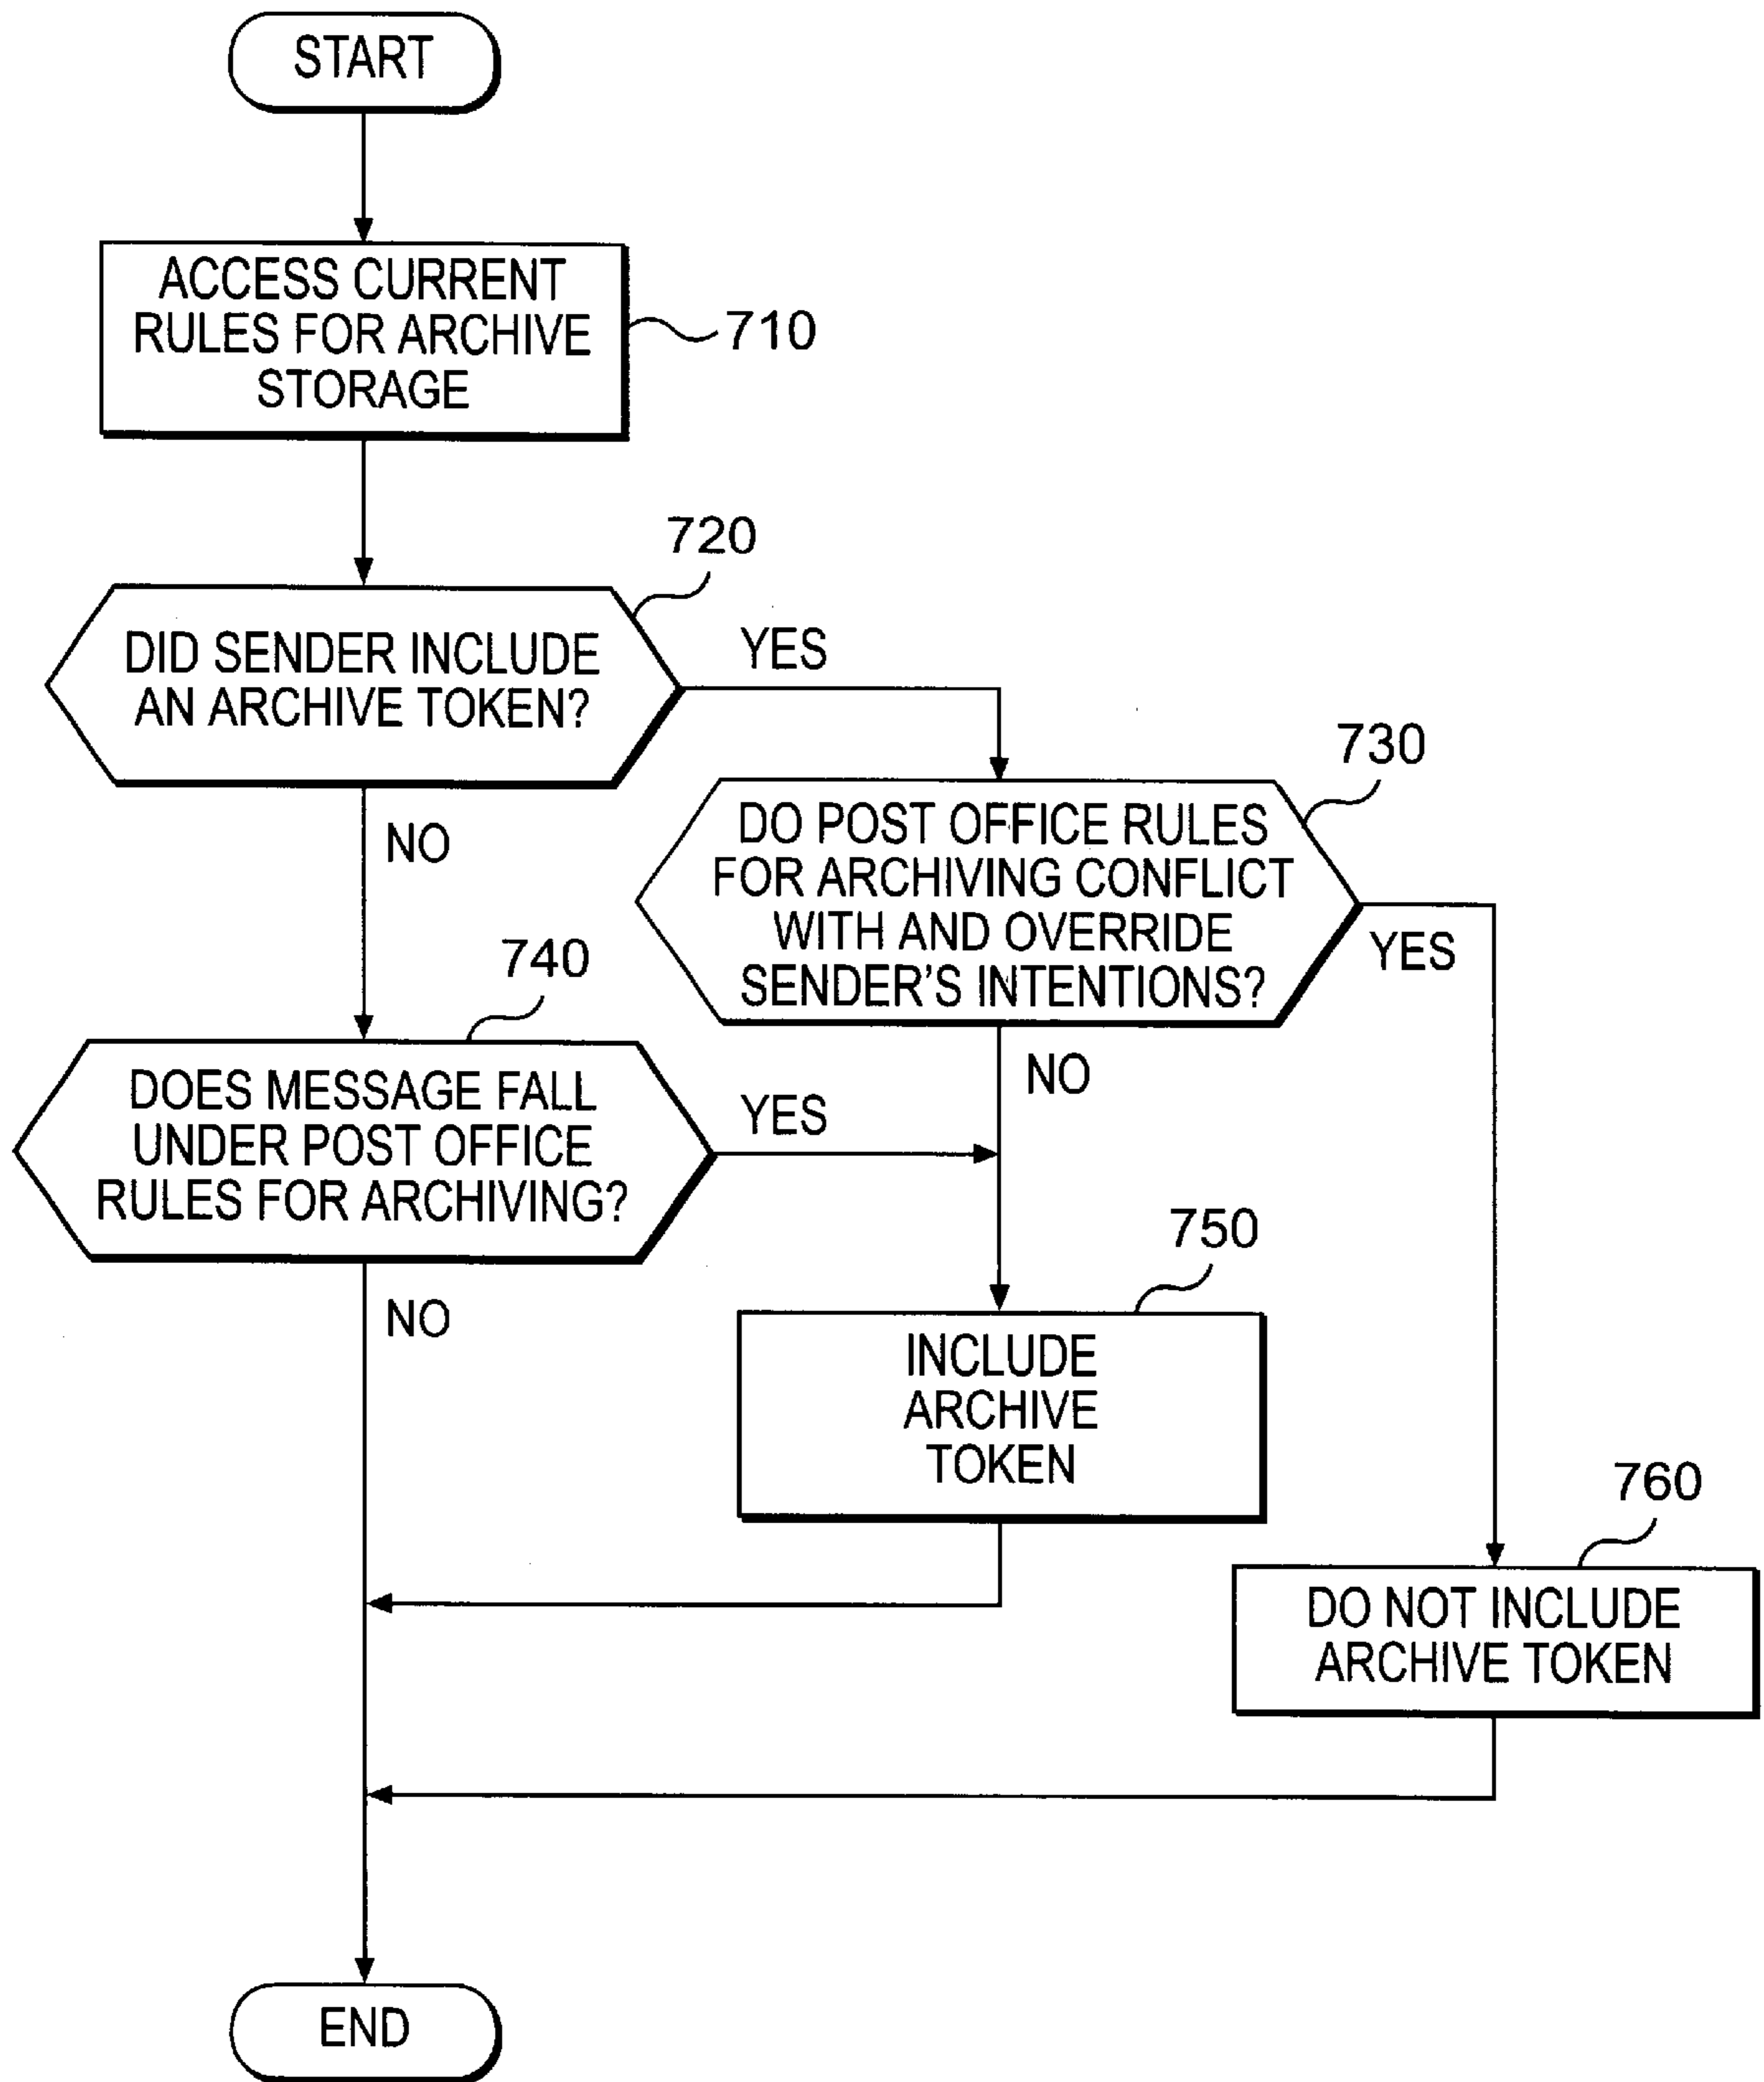 START
ACCESS CURRENT
RULES FOR ARCHIVE
STORAGE
710
720
DID SENDER INCLUDE
AN ARCHIVE TOKEN?
YES
NO
730
DO POST OFFICE RULES
FOR ARCHIVING CONFLICT
WITH AND OVERRIDE
SENDER'S INTENTIONS?
YES
NO
740
DOES MESSAGE FALL
UNDER POST OFFICE
RULES FOR ARCHIVING?
YES
NO
750
INCLUDE
ARCHIVE
TOKEN
760
DO NOT INCLUDE
ARCHIVE TOKEN
END